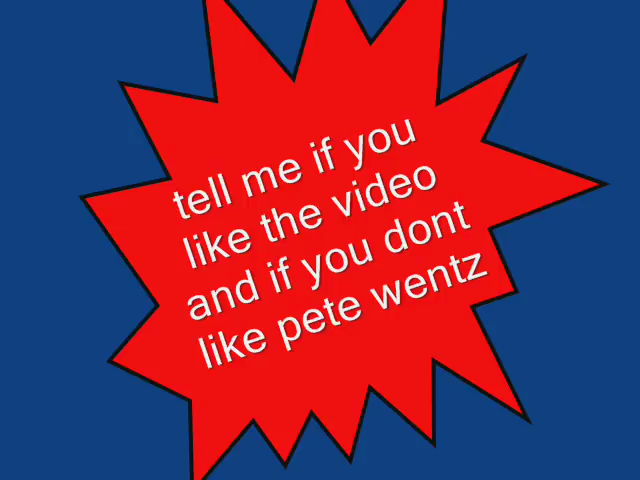 tell me if you
like the video
and if you dont
like pete wentz